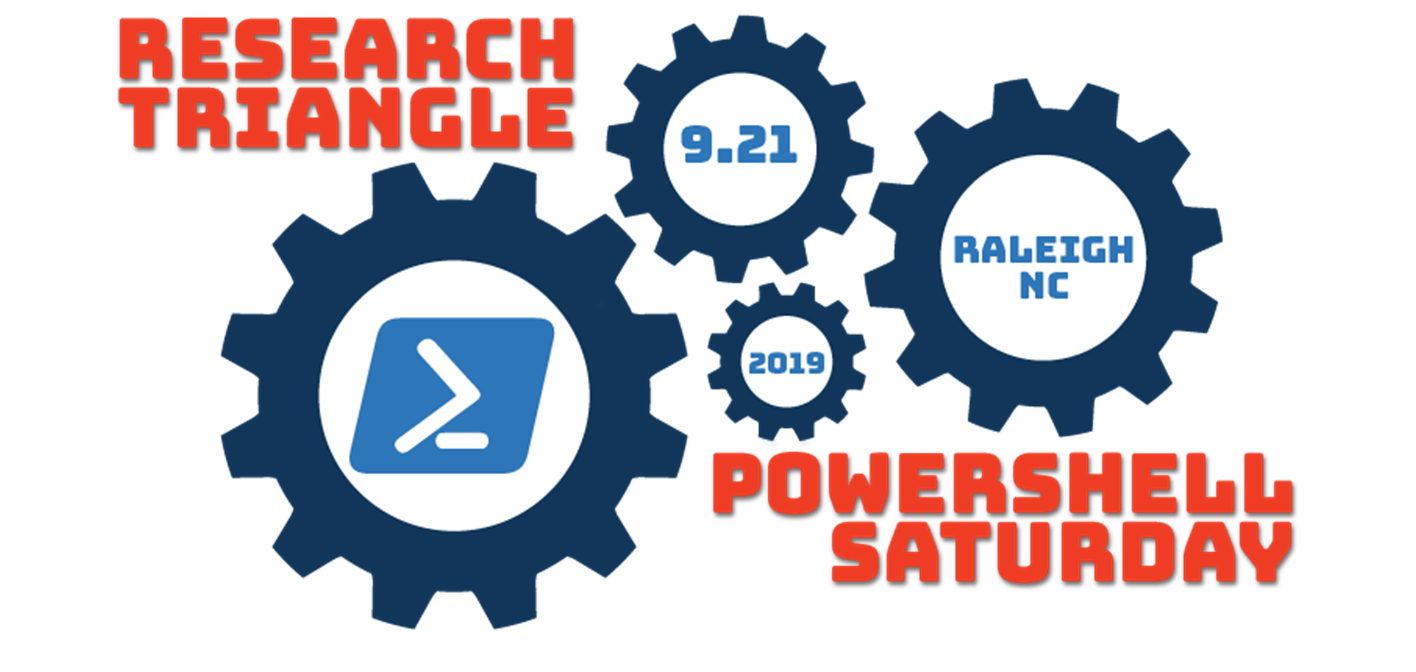 RESEARCH
TRIANGLE
9.21
RALEIGH
NC
2019
POWERSHELL
SATURDAY